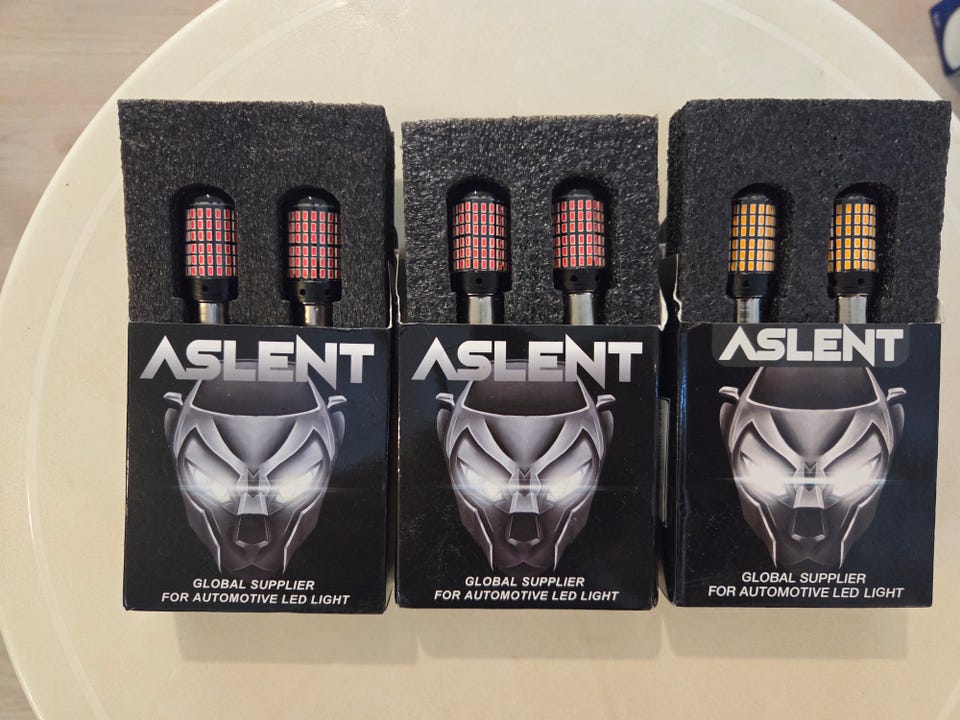 ASLENT
GLOBAL SUPPLIER
FOR AUTOMOTIVE LED LIGHT
ASLENT
GLOBAL SUPPLIER
FOR AUTOMOTIVE LED LIGHT
ASLENT
GLOBAL SUPPLIER
FOR AUTOMOTIVE LED LIGHT